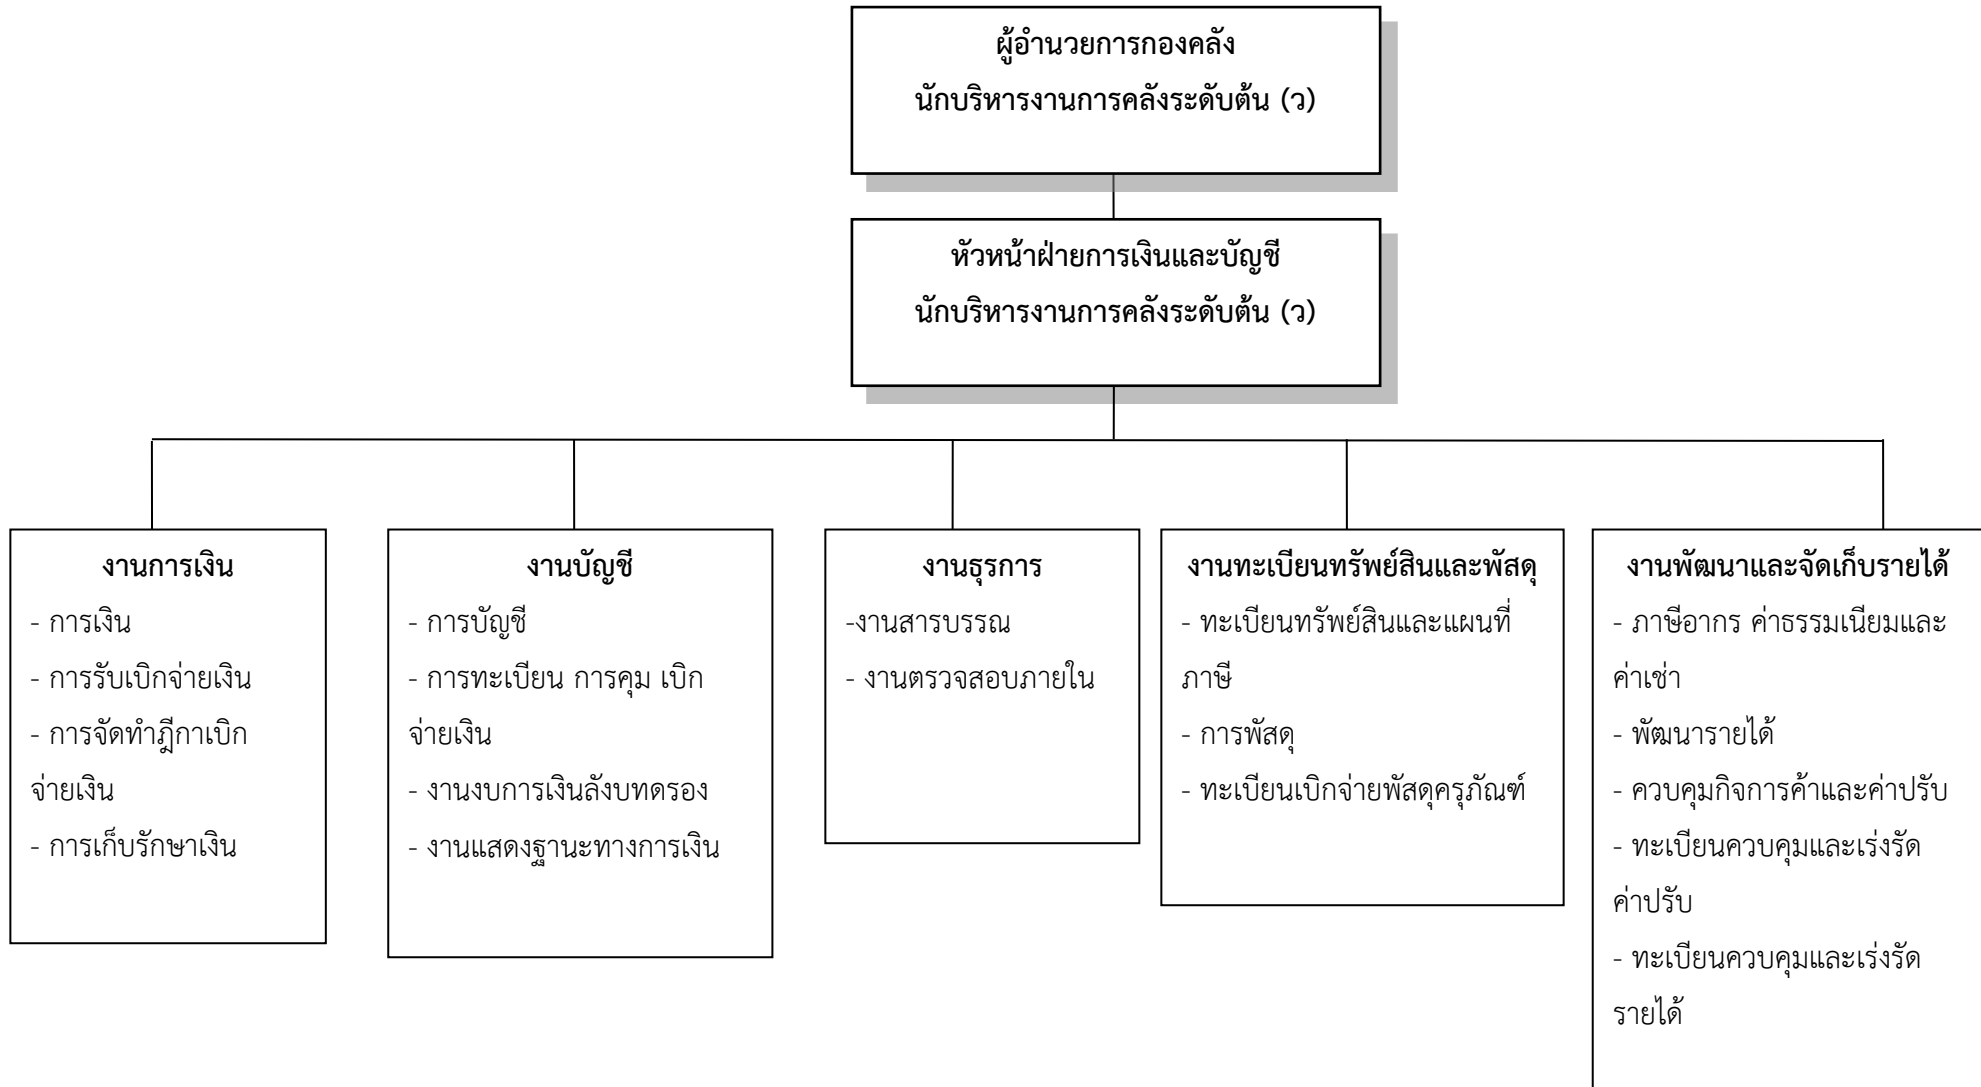 ผู้อำนวยการกองคลัง
นักบริหารงานการคลังระดับต้น (ว)
หัวหน้าฝ่ายการเงินและบัญชี
นักบริหารงานการคลังระดับต้น (ว)
งานการเงิน
- การเงิน
- การรับเบิกจ่ายเงิน
- การจัดทำฎีกาเบิก
จ่ายเงิน
- การเก็บรักษาเงิน
งานบัญชี
- การบัญชี
- การทะเบียน การคุม เบิก
จ่ายเงิน
- งานงบการเงินลังบทดรอง
- งานแสดงฐานะทางการเงิน
งานธุรการ
-งานสารบรรณ
- งานตรวจสอบภายใน
งานทะเบียนทรัพย์สินและพัสดุ
- ทะเบียนทรัพย์สินและแผนที่
ภาษี
- การพัสดุ
- ทะเบียนเบิกจ่ายพัสดุครุภัณฑ์
งานพัฒนาและจัดเก็บรายได้
- ภาษีอากร ค่าธรรมเนียมและ
ค่าเช่า
- พัฒนารายได้
- ควบคุมกิจการค้าและค่าปรับ
- ทะเบียนควบคุมและเร่งรัด
ค่าปรับ
- ทะเบียนควบคุมและเร่งรัด
รายได้